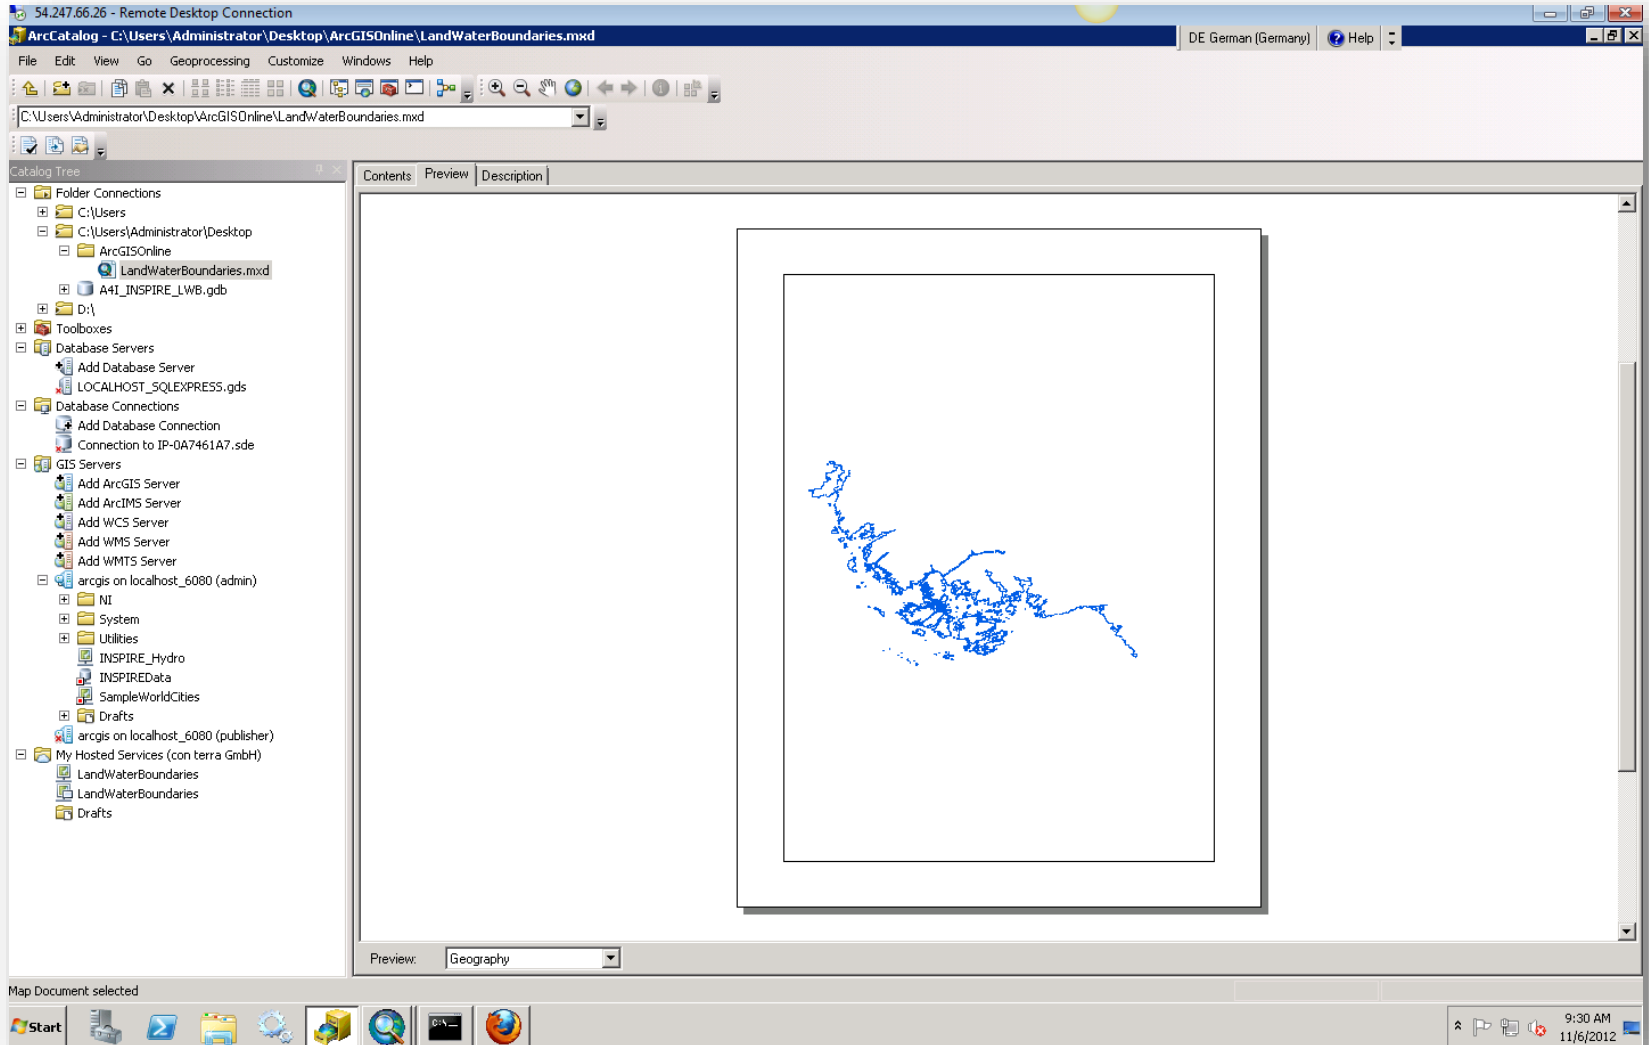 54.247.66.26 - Remote Desktop Connection
ArcCatalog - C:\Users\Administrator\Desktop\ArcGISOnline\LandWaterBoundaries.mxd
DE German (Germany) Help
File Edit View Go Geoprocessing Customize Windows Help
C:\Users\Administrator\Desktop\ArcGISOnline\LandWaterBoundaries.mxd
Catalog Tree
Contents Preview Description
Folder Connections
C:\Users
C:\Users\Administrator\Desktop
ArcGISOnline
LandWaterBoundaries.mxd
A4I_INSPIRE_LWB.gdb
D:\
Toolboxes
Database Servers
Add Database Server
LOCALHOST_SQLEXPRESS.gds
Database Connections
Add Database Connection
Connection to IP-0A7461A7.sde
GIS Servers
Add ArcGIS Server
Add ArcIMS Server
Add WCS Server
Add WMS Server
Add WMTS Server
arcgis on localhost_6080 (admin)
NI
System
Utilities
INSPIRE_Hydro
INSPIREData
SampleWorldCities
Drafts
arcgis on localhost_6080 (publisher)
My Hosted Services (con terra GmbH)
LandWaterBoundaries
LandWaterBoundaries
Drafts
Preview: Geography
Map Document selected
Start
C:\
9:30 AM
11/6/2012